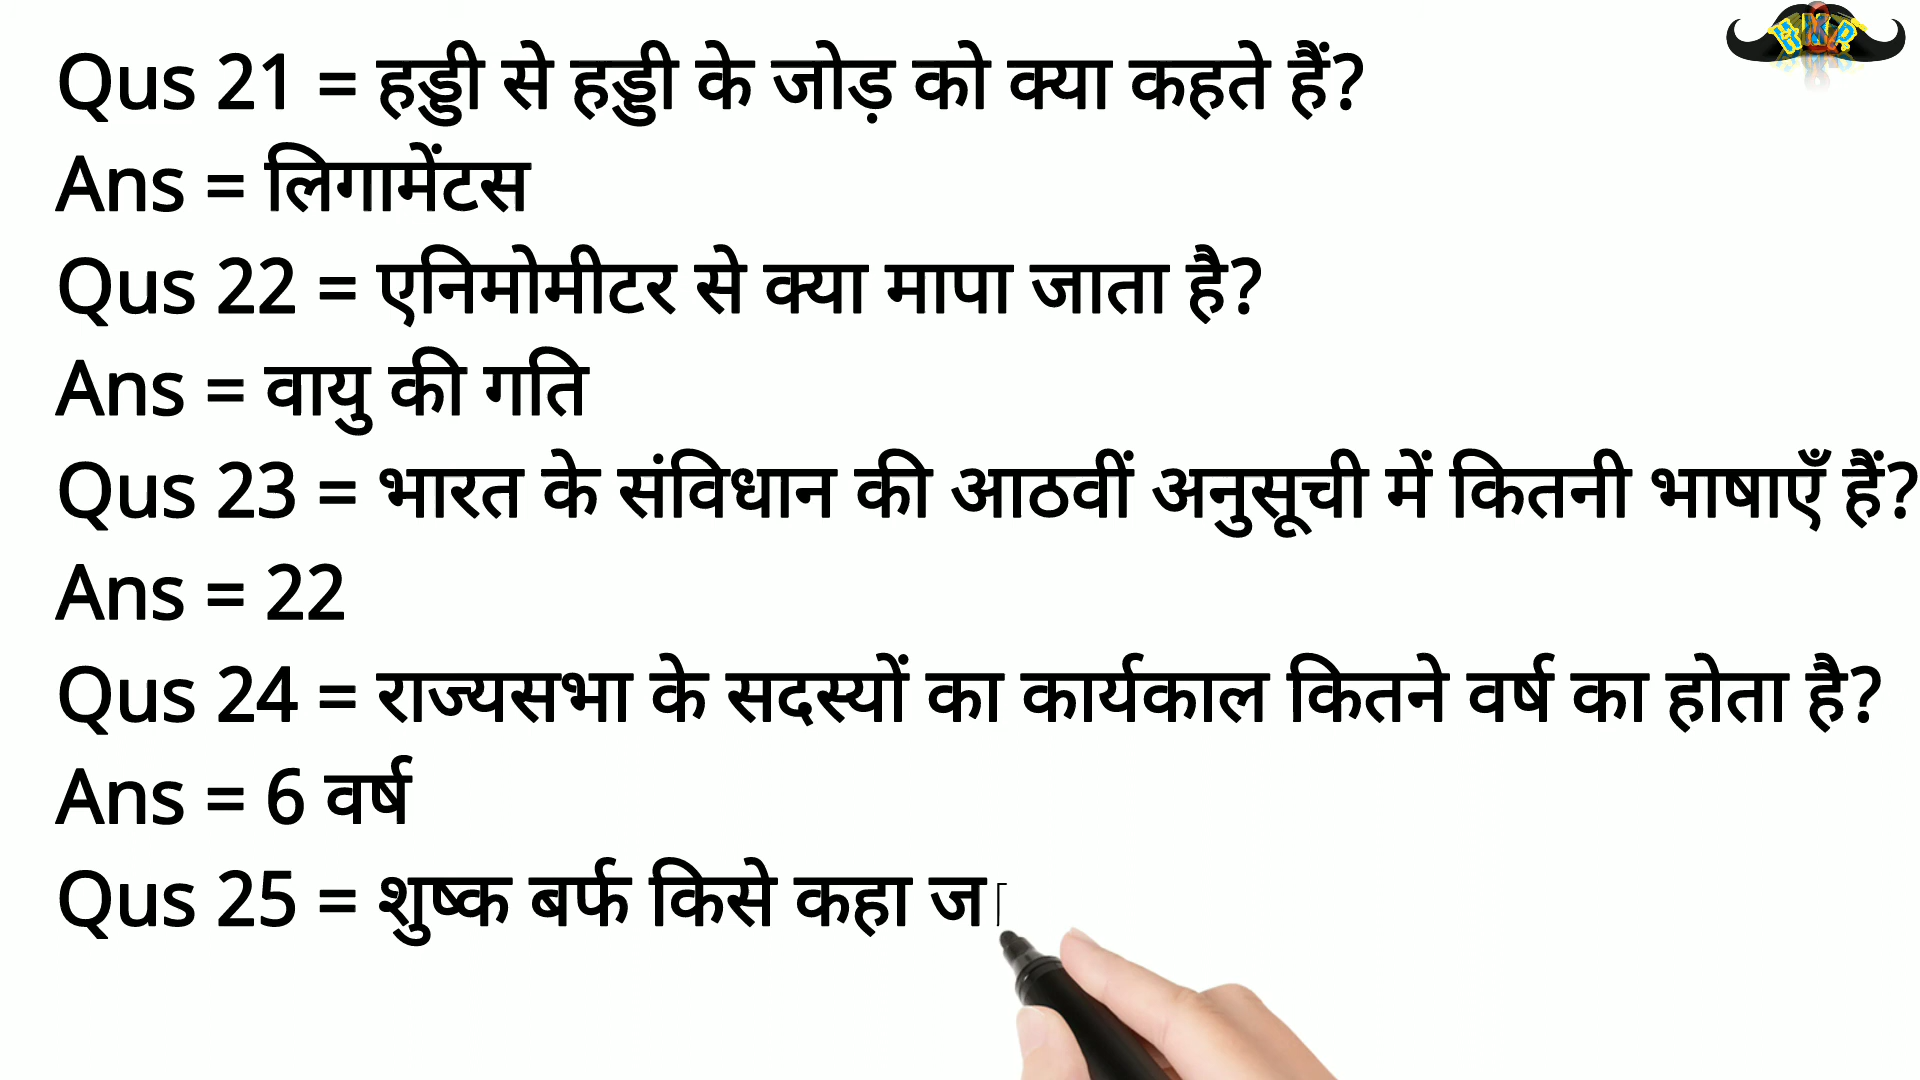 Qus 21 = हड्डी से हड्डी के जोड़ को क्या कहते हैं?
Ans = लिगामेंटस
Qus 22 = एनिमोमीटर से क्या मापा जाता है?
Ans = वायु की गति
Qus 23 = भारत के संविधान की आठवीं अनुसूची में कितनी भाषाएँ हैं?
Ans = 22
Qus 24 = राज्यसभा के सदस्यों का कार्यकाल कितने वर्ष का होता है?
Ans = 6 वर्ष
Qus 25 = शुष्क बर्फ किसे कहा ज